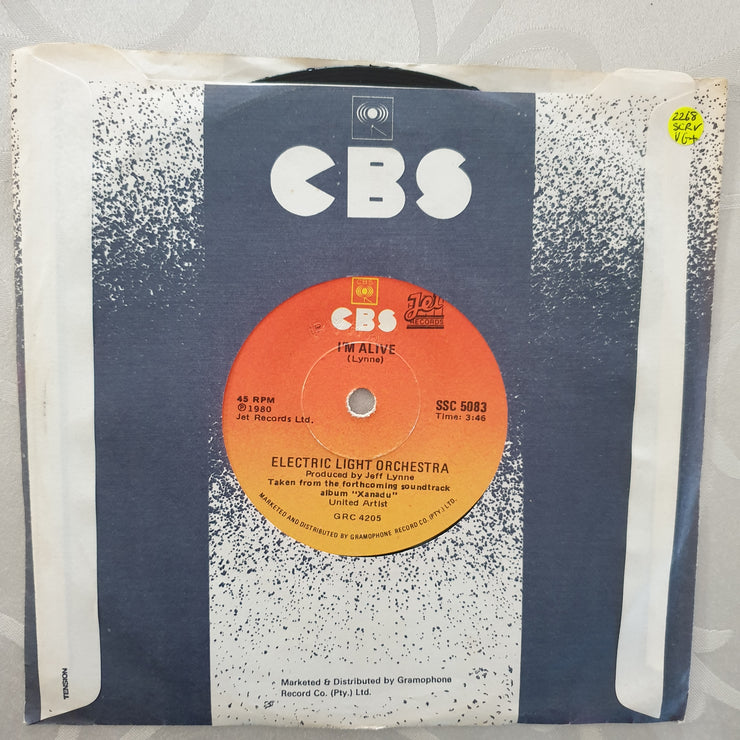 CBS
2268
SCRV
VG+
CBS
CBS
Jet
RECORDS
I'M ALIVE
(Lynne)
45 RPM
℗1980
Jet Records Ltd.
SSC 5083
Time: 3:46
ELECTRIC LIGHT ORCHESTRA
Produced by Jeff Lynne
Taken from the forthcoming soundtrack
album "Xanadu"
United Artist
GRC 4205
MARKETED AND DISTRIBUTED BY GRAMOPHONE RECORD CO. (PTY.) LTD.
Marketed & Distributed by Gramophone
Record Co. (Pty.) Ltd.
TENSION